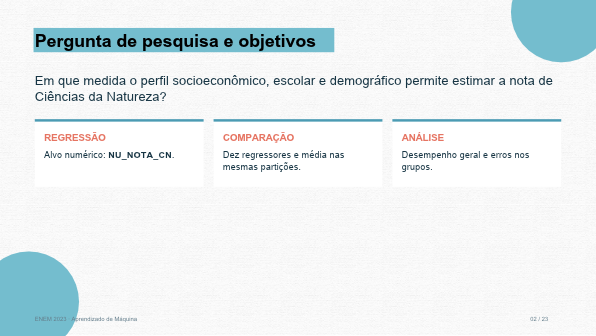 Pergunta de pesquisa e objetivos
Em que medida o perfil socioeconômico, escolar e demográfico permite estimar a nota de
Ciências da Natureza?
REGRESSÃO
Alvo numérico: NU_NOTA_CN.
COMPARAÇÃO
Dez regressores e média nas
mesmas partições.
ANÁLISE
Desempenho geral e erros nos
grupos.
ENEM 2023 · Aprendizado de Máquina
02 / 23